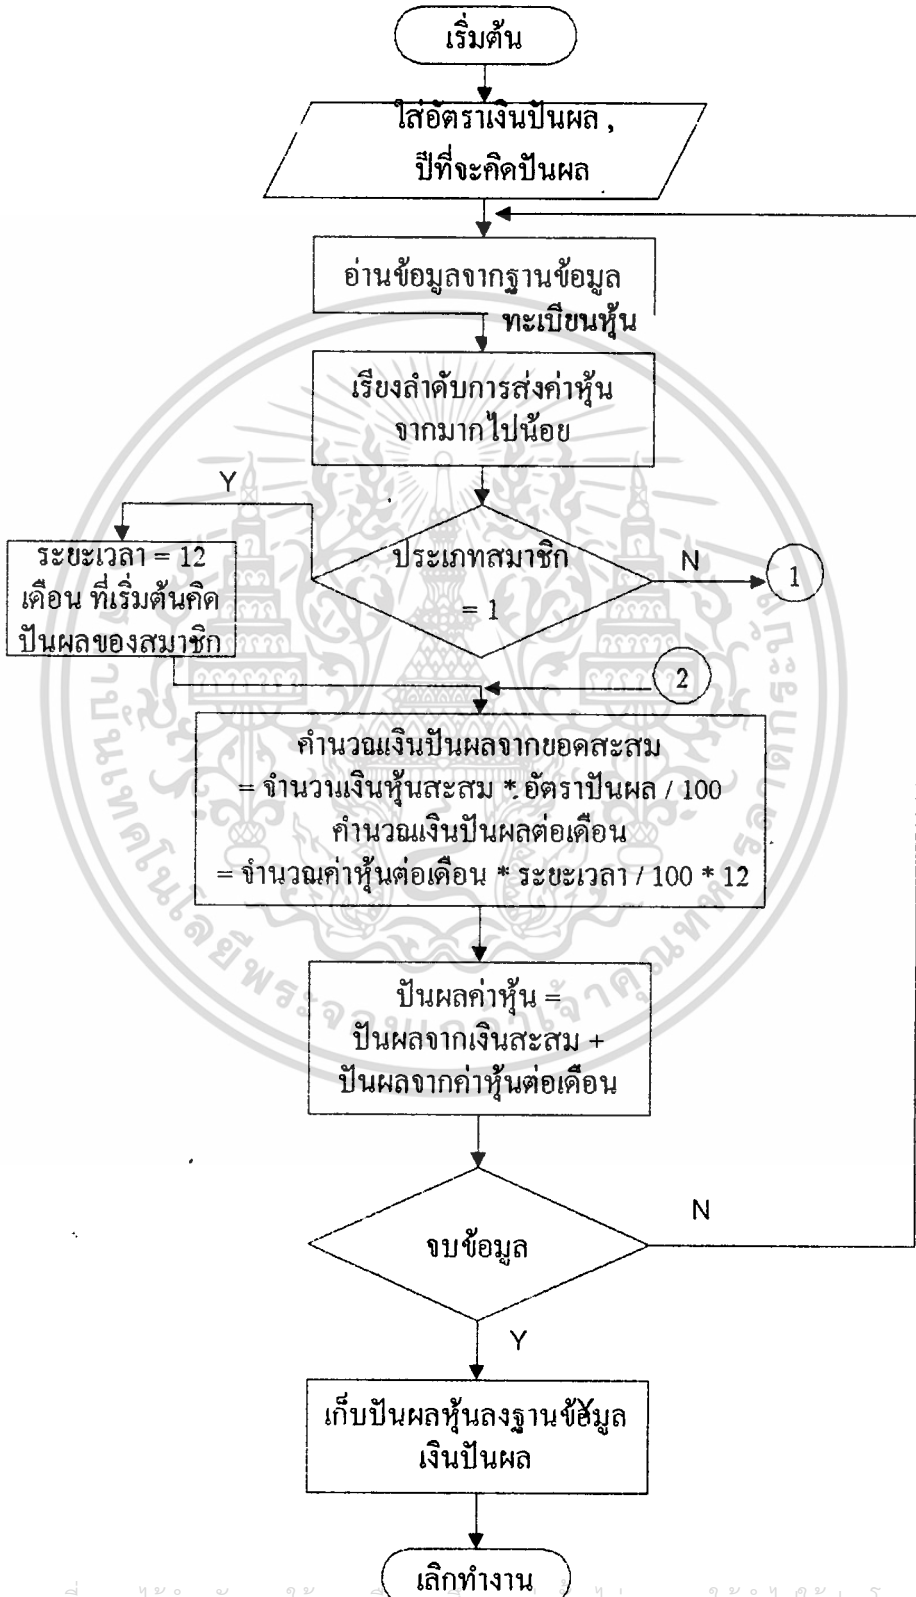 เริ่มต้น
ใส่อัตราเงินปันผล ,
ปีที่จะคิดปันผล
อ่านข้อมูลจากฐานข้อมูล
ทะเบียนหุ้น
เรียงลำดับการส่งค่าหุ้น
จากมากไปน้อย
Y
ประเภทสมาชิก
= 1
N
1
ระยะเวลา = 12
เดือน ที่เริ่มต้นคิด
ปันผลของสมาชิก
2
คำนวณเงินปันผลจากยอดสะสม
= จำนวนเงินหุ้นสะสม * อัตราปันผล / 100
คำนวณเงินปันผลต่อเดือน
= จำนวณค่าหุ้นต่อเดือน * ระยะเวลา / 100 * 12
ปันผลค่าหุ้น =
ปันผลจากเงินสะสม +
ปันผลจากค่าหุ้นต่อเดือน
จบข้อมูล
N
Y
เก็บปันผลหุ้นลงฐานข้อมูล
Y
เงินปันผล
เลิกทำงาน